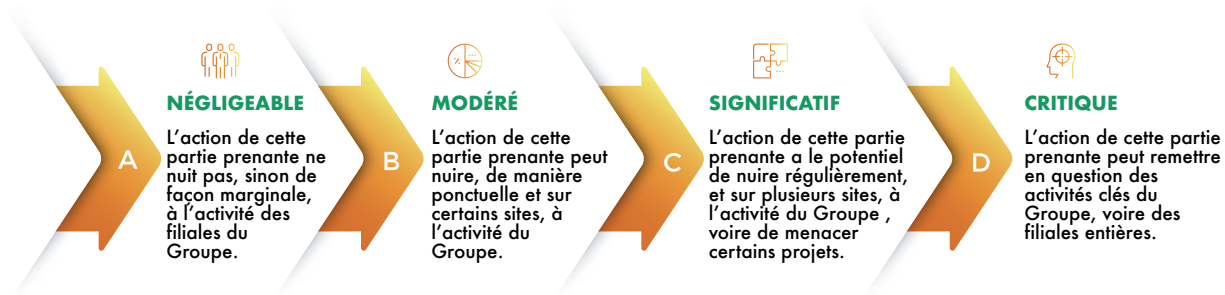 A
NÉGLIGEABLE
L'action de cette
partie prenante ne
nuit pas, sinon de
façon marginale,
à l'activité des
filiales du
Groupe.
B
MODÉRÉ
L'action de cette
partie prenante peut
nuire, de manière
ponctuelle et sur
certains sites, à
l'activité du
Groupe.
C
SIGNIFICATIF
L'action de cette partie
prenante a le potentiel
de nuire régulièrement,
et sur plusieurs sites, à
l'activité du Groupe ,
voire de menacer
certains projets.
D
CRITIQUE
L'action de cette partie
prenante peut remettre
en question des
activités clés du
Groupe, voire des
filiales entières.